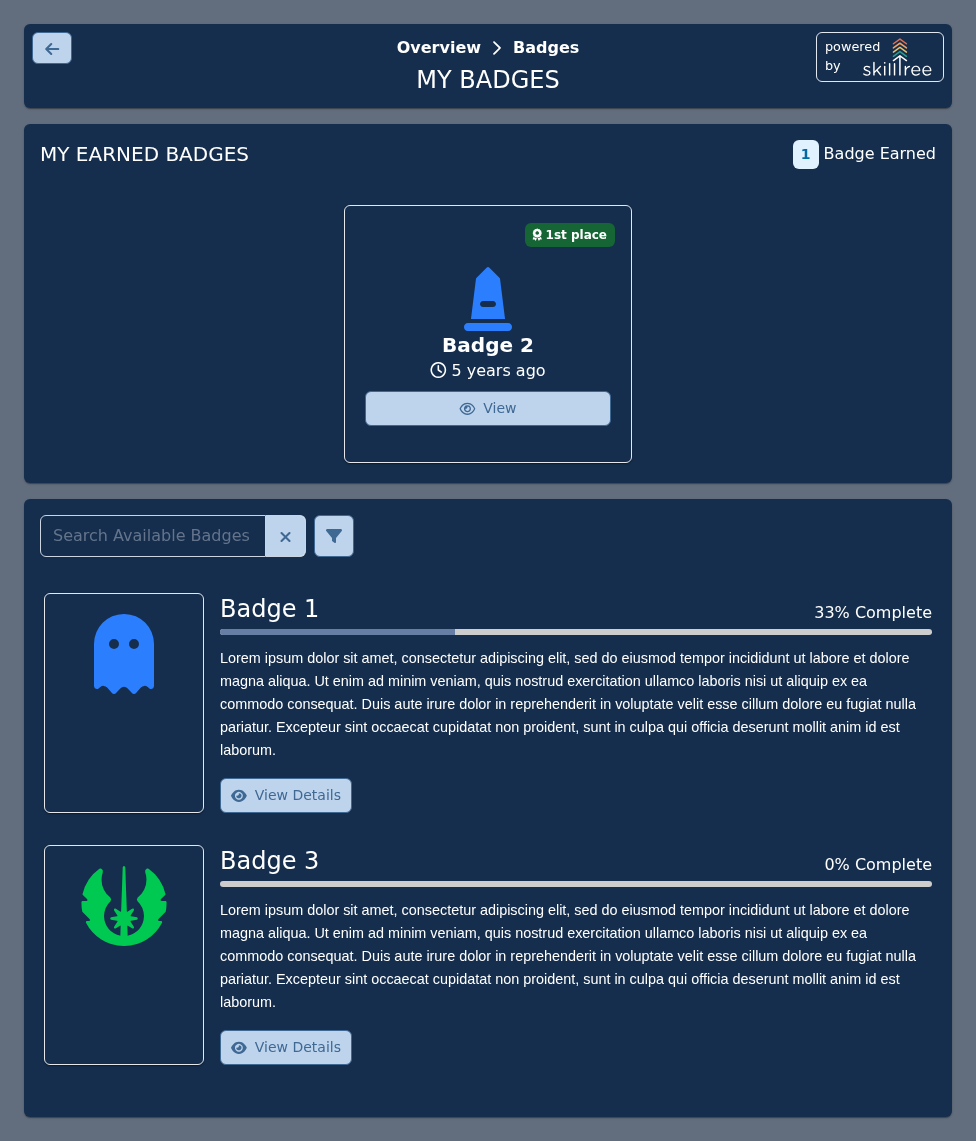 Overview > Badges
MY BADGES
powered
by skilltree
MY EARNED BADGES
1 Badge Earned
1st place
Badge 2
5 years ago
View
Search Available Badges
Badge 1
33% Complete
Lorem ipsum dolor sit amet, consectetur adipiscing elit, sed do eiusmod tempor incididunt ut labore et dolore
magna aliqua. Ut enim ad minim veniam, quis nostrud exercitation ullamco laboris nisi ut aliquip ex ea
commodo consequat. Duis aute irure dolor in reprehenderit in voluptate velit esse cillum dolore eu fugiat nulla
pariatur. Excepteur sint occaecat cupidatat non proident, sunt in culpa qui officia deserunt mollit anim id est
laborum.
View Details
Badge 3
0% Complete
Lorem ipsum dolor sit amet, consectetur adipiscing elit, sed do eiusmod tempor incididunt ut labore et dolore
magna aliqua. Ut enim ad minim veniam, quis nostrud exercitation ullamco laboris nisi ut aliquip ex ea
commodo consequat. Duis aute irure dolor in reprehenderit in voluptate velit esse cillum dolore eu fugiat nulla
pariatur. Excepteur sint occaecat cupidatat non proident, sunt in culpa qui officia deserunt mollit anim id est
laborum.
View Details